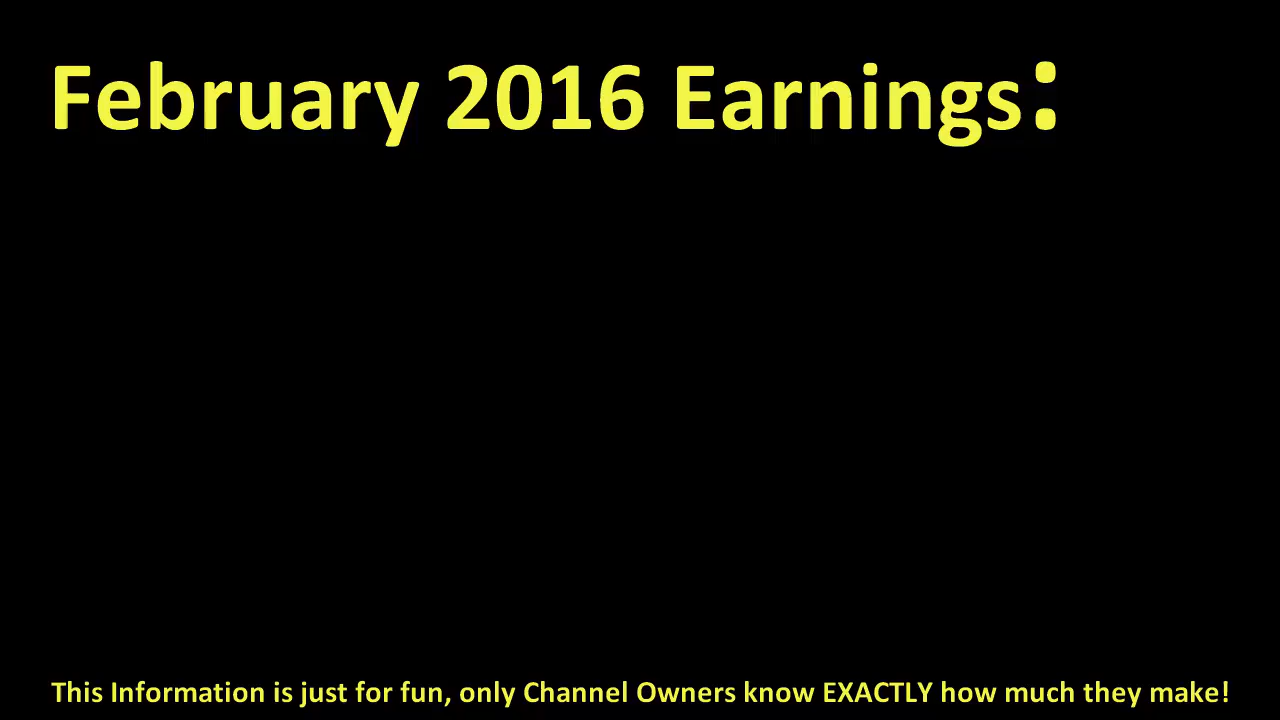 February 2016 Earnings:
This Information is just for fun, only Channel Owners know EXACTLY how much they make!